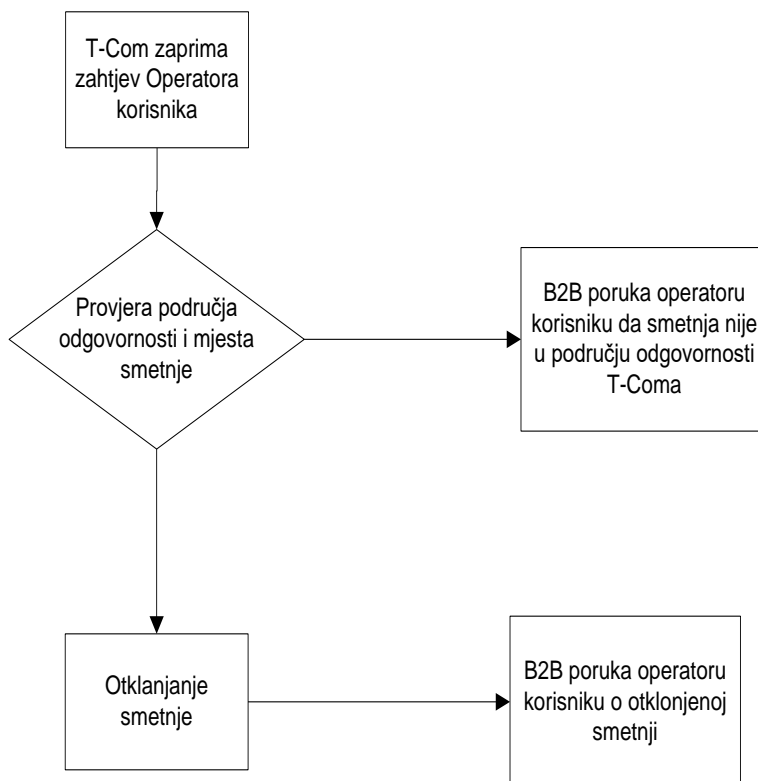 T-Com zaprima
zahtjev Operatora
korisnika
Provjera područja
odgovornosti i mjesta
smetnje
B2B poruka operatoru
korisniku da smetnja nije
u području odgovornosti
T-Coma
Otklanjanje
smetnje
B2B poruka operatoru
korisniku o otklonjenoj
smetnji